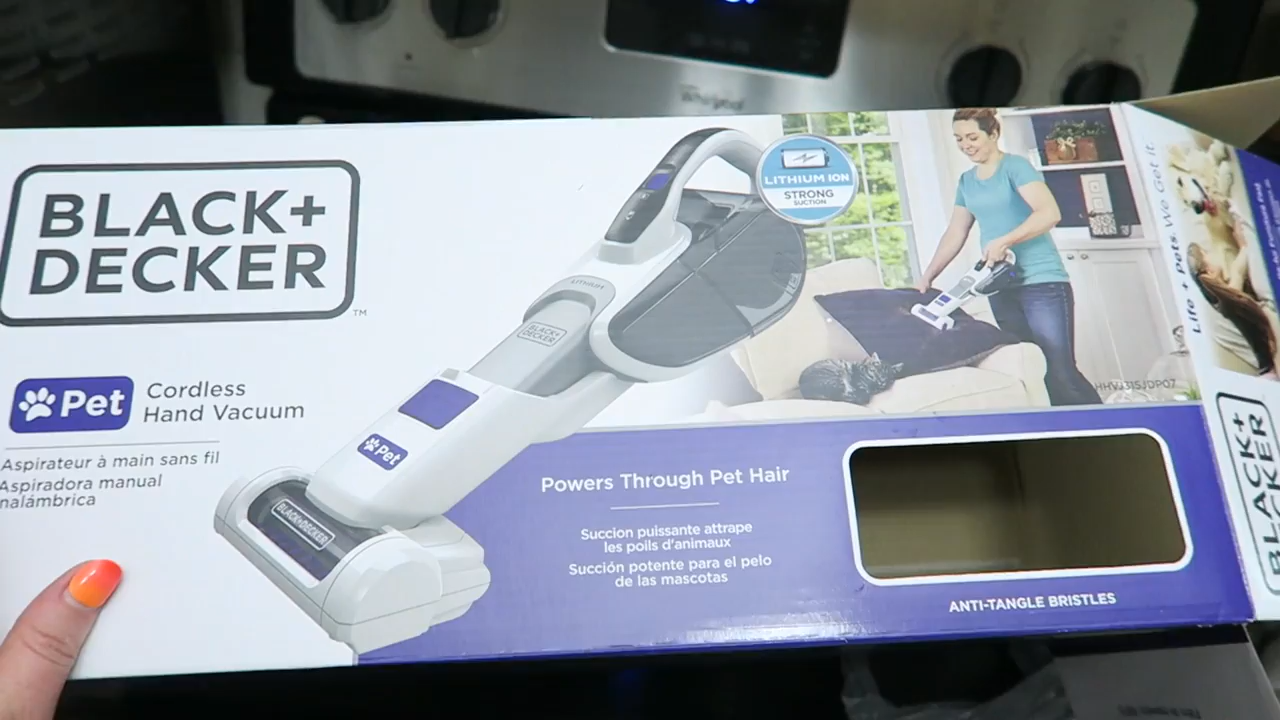 Whirlpool
BLACK+
DECKER
TM
Pet
Cordless
Hand Vacuum
Aspirateur à main sans fil
Aspiradora manual
inalámbrica
LITHIUM ION
STRONG
SUCTION
LITHIUM
BLACK+
DECKER
Pet
BLACK+DECKER
Powers Through Pet Hair
Succion puissante attrape
les poils d'animaux
Succión potente para el pelo
de las mascotas
HHVJ315JDP07
ANTI-TANGLE BRISTLES
Life + Pets. We Get it.
BLACK+
DECKER